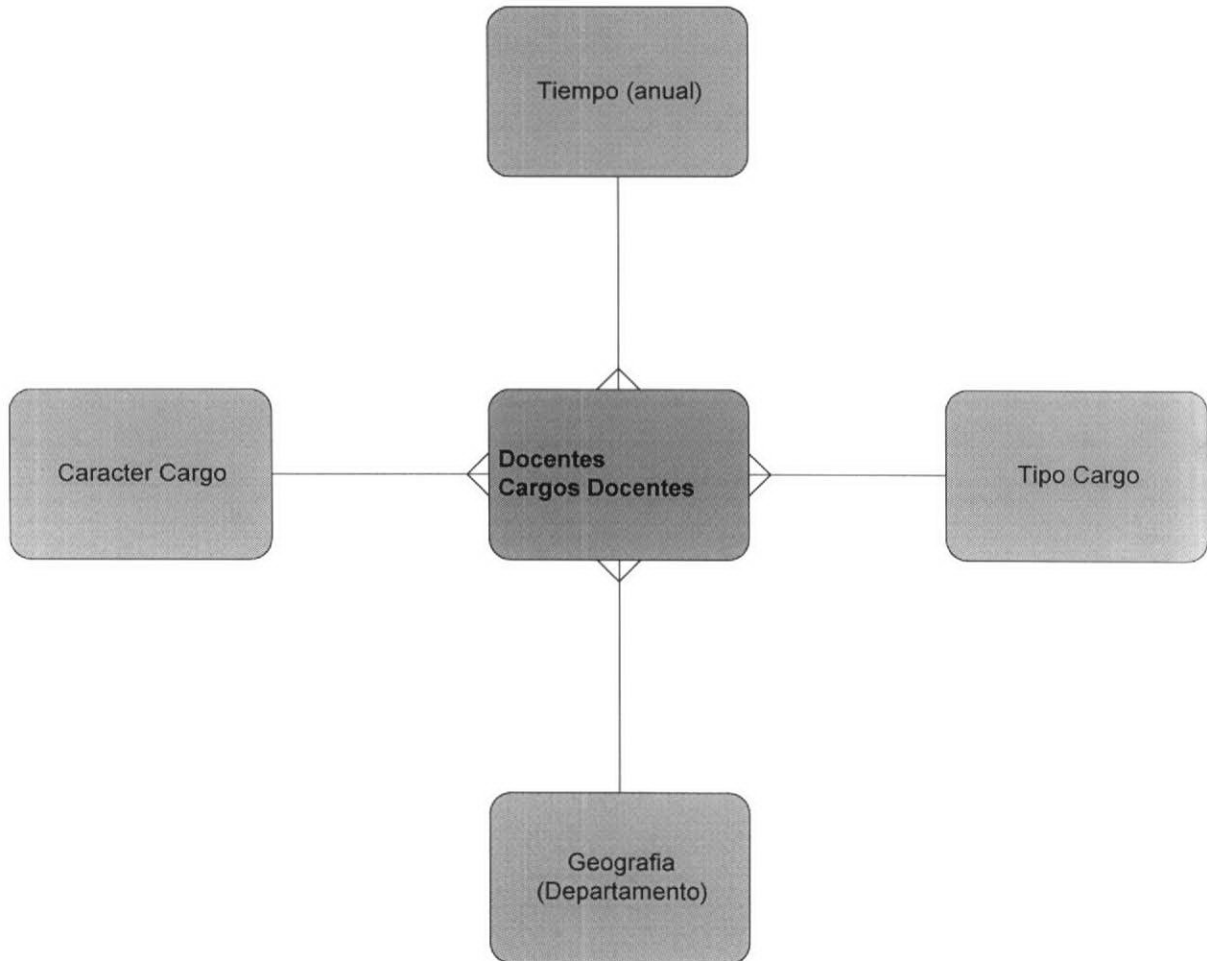 Tiempo (anual)
Caracter Cargo
Docentes
Cargos Docentes
Tipo Cargo
Geografia
(Departamento)